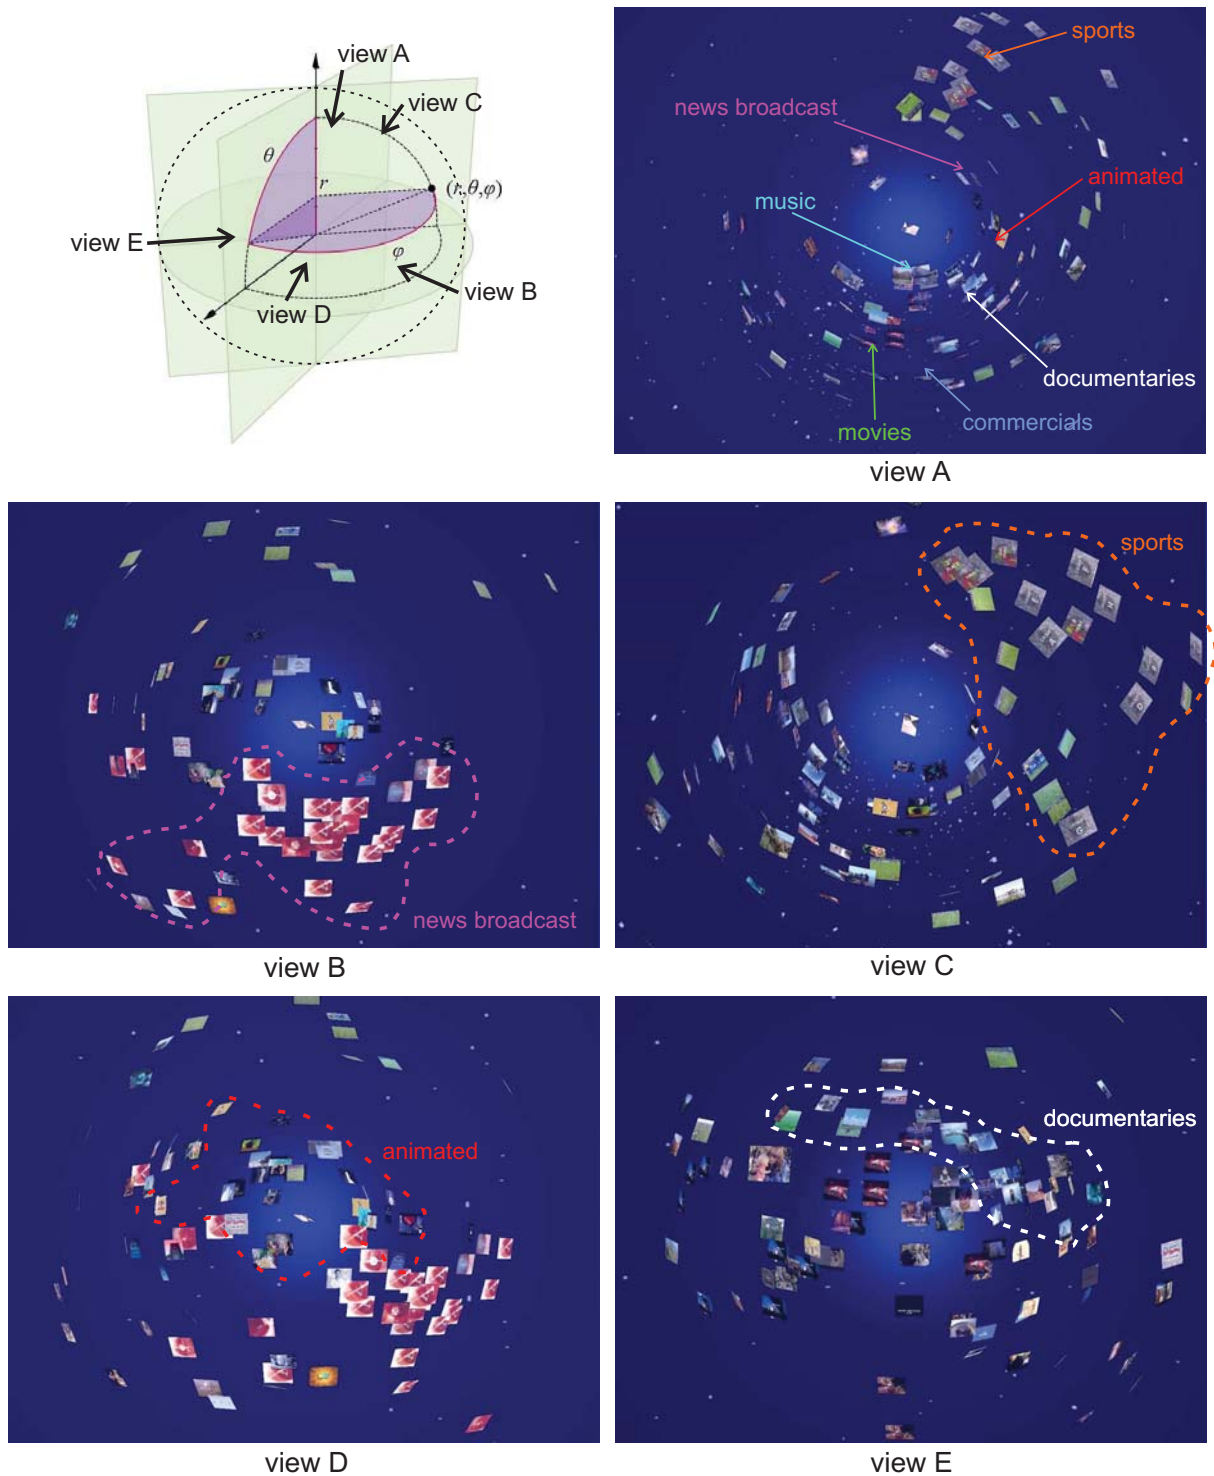 view A
view C
θ
r
(r,θ,φ)
view E
φ
view B
view D
sports
news broadcast
animated
music
documentaries
commercials
movies
view A
sports
news broadcast
view B
view C
animated
documentaries
view D
view E